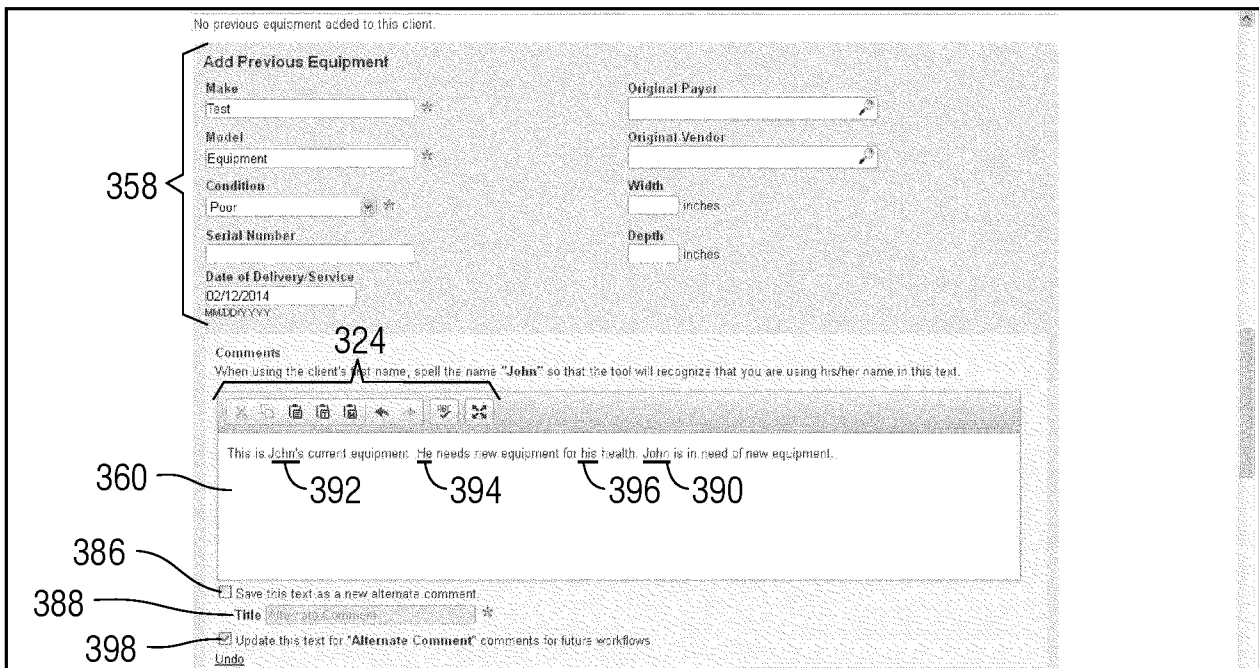 No previous equipment added to this client.
Add Previous Equipment
Make
Test *
Model
Equipment *
Condition
Poor *
Serial Number
Date of Delivery/Service
02/12/2014
MM/DD/YYYY
Original Payer
Original Vendor
Width
inches
Depth
inches
358
324
Comments
When using the client's first name, spell the name "John" so that the tool will recognize that you are using his/her name in this text.
This is John's current equipment. He needs new equipment for his health. John is in need of new equipment.
360
392
394
396
390
386
Save this text as a new alternate comment
388
Title Alternate Comment *
398
Update this text for "Alternate Comment" comments for future workflows
Undo